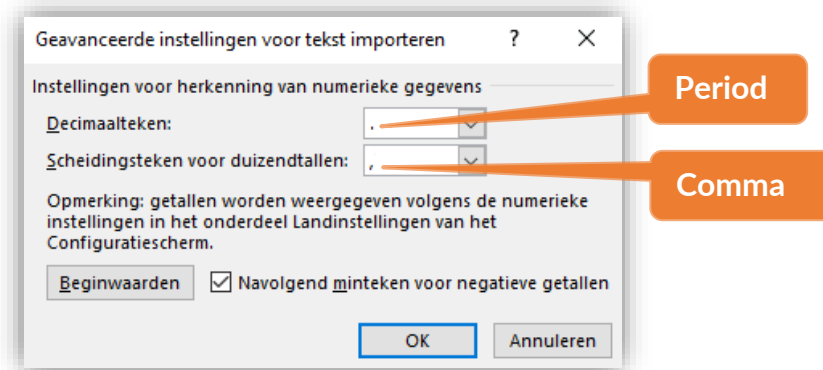 Geavanceerde instellingen voor tekst importeren ? ×
Instellingen voor herkenning van numerieke gegevens
Period
Decimaalteken: .
Scheidingsteken voor duizendtallen: ,
Comma
Opmerking: getallen worden weergegeven volgens de numerieke
instellingen in het onderdeel Landinstellingen van het
Configuratiescherm.
Beginwaarden Navolgend minteken voor negatieve getallen
OK Annuleren